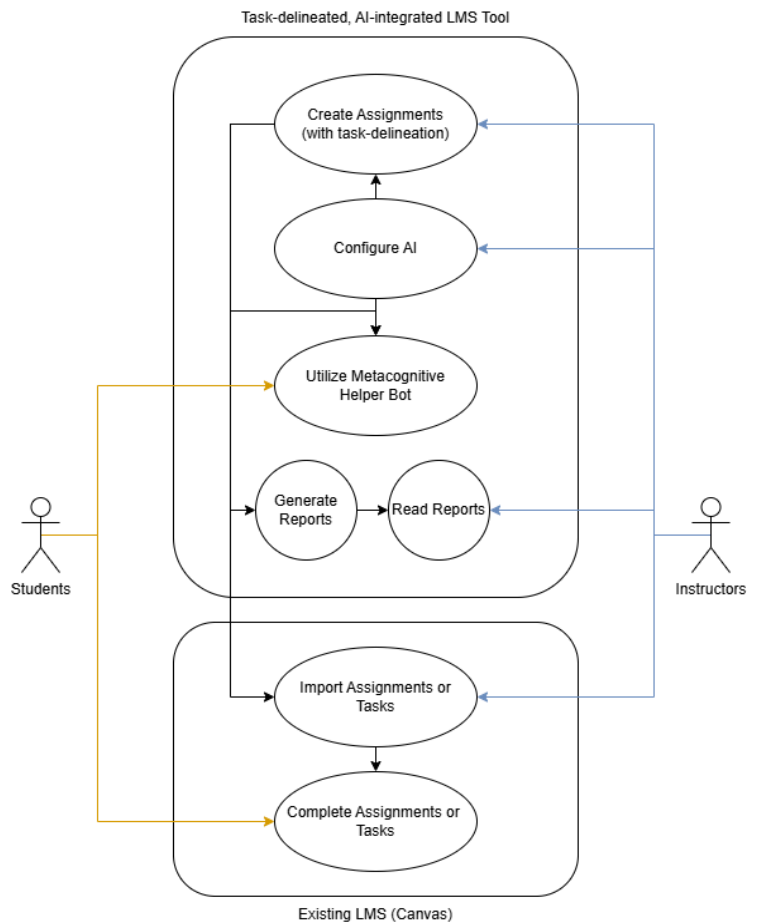 Task-delineated, AI-integrated LMS Tool
Create Assignments
(with task-delineation)
Configure AI
Utilize Metacognitive
Helper Bot
Generate
Reports
Read Reports
Students
Instructors
Import Assignments or
Tasks
Complete Assignments or
Tasks
Existing LMS (Canvas)